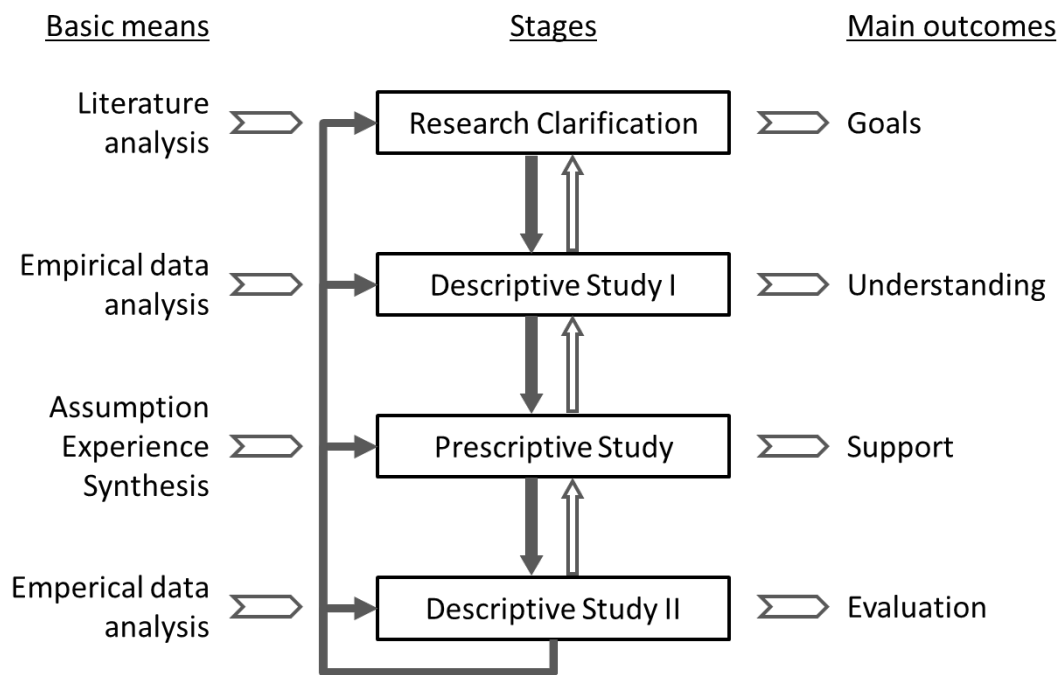 Basic means
Stages
Main outcomes
Literature
analysis
Research Clarification
Goals
Empirical data
analysis
Descriptive Study I
Understanding
Assumption
Experience
Synthesis
Prescriptive Study
Support
Emperical data
analysis
Descriptive Study II
Evaluation